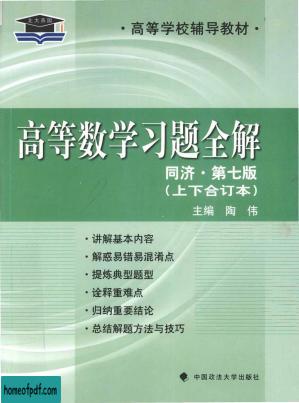 北大燕园
·高等学校辅导教材·
高等数学习题全解
同济·第七版
(上下合订本)
主编 陶 伟
·讲解基本内容
·解惑易错易混淆点
·提炼典型题型
·诠释重难点
·归纳重要结论
·总结解题方法与技巧
中国政法大学出版社
homeofpdf.com